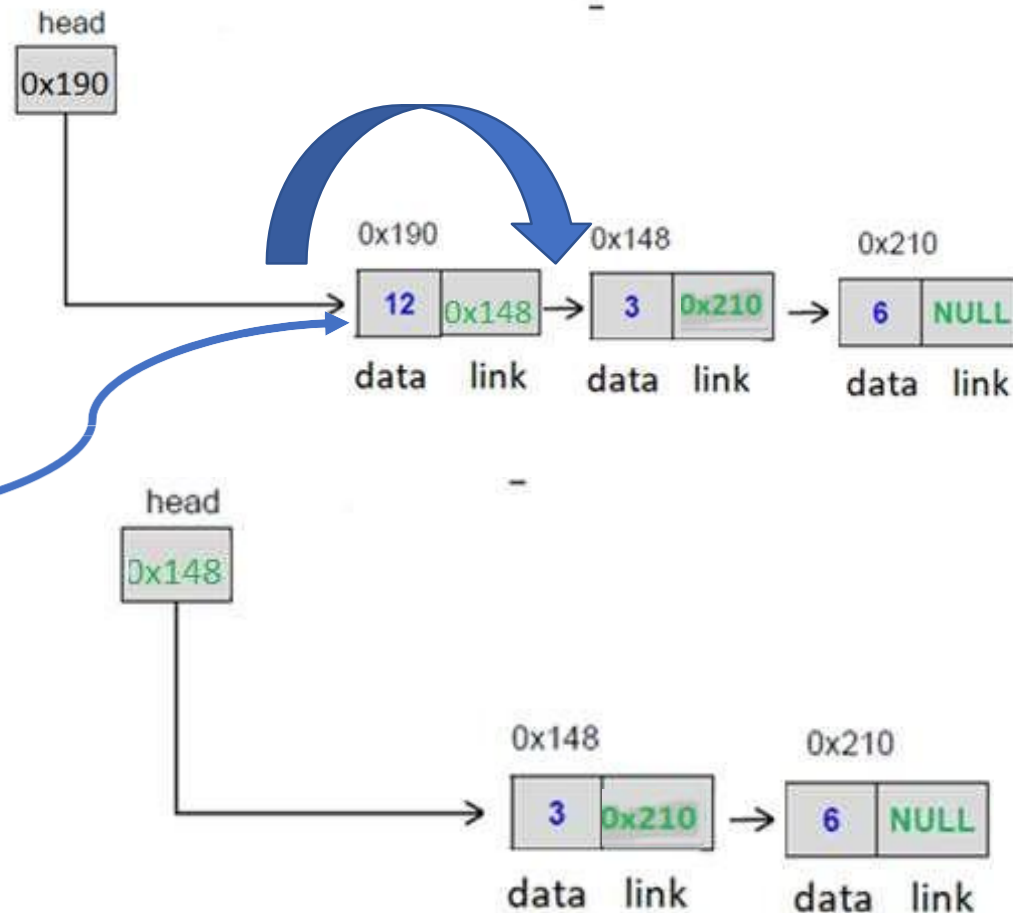 head
0x190
0x190 0x148 0x210
12 0x148 3 0x210 6 NULL
data link data link data link
head
0x148
0x148 0x210
3 0x210 6 NULL
data link data link